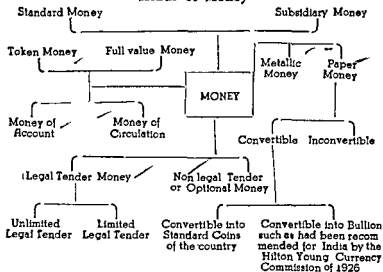 Standard Money Subsidiary Money
Token Money Full value Money
Metallic Money
Paper Money
MONEY
Money of Account
Money of Circulation
Convertible Inconvertible
Legal Tender Money
Non legal Tender
or Optional Money
Unlimited
Legal Tender
Limited
Legal Tender
Convertible into
Standard Coins
of the country
Convertible into Bullion
such as had been recom
mended for India by the
Hilton Young Currency
Commission of 1926